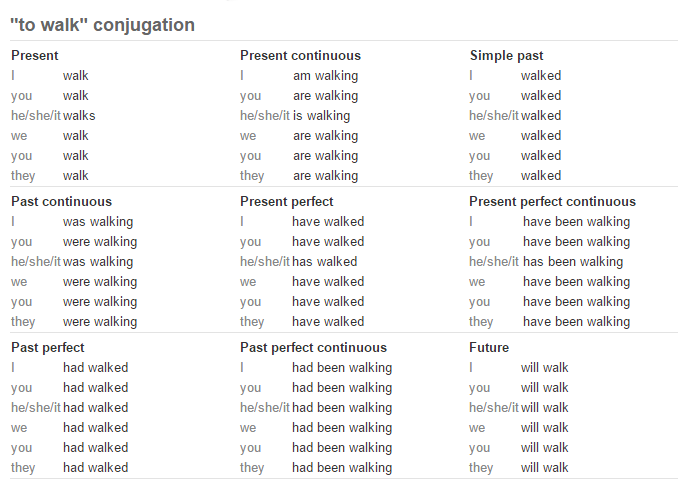 "to walk" conjugation
Present
I walk
you walk
he/she/it walks
we walk
you walk
they walk
Present continuous
I am walking
you are walking
he/she/it is walking
we are walking
you are walking
they are walking
Simple past
I walked
you walked
he/she/it walked
we walked
you walked
they walked
Past continuous
I was walking
you were walking
he/she/it was walking
we were walking
you were walking
they were walking
Present perfect
I have walked
you have walked
he/she/it has walked
we have walked
you have walked
they have walked
Present perfect continuous
I have been walking
you have been walking
he/she/it has been walking
we have been walking
you have been walking
they have been walking
Past perfect
I had walked
you had walked
he/she/it had walked
we had walked
you had walked
they had walked
Past perfect continuous
I had been walking
you had been walking
he/she/it had been walking
we had been walking
you had been walking
they had been walking
Future
I will walk
you will walk
he/she/it will walk
we will walk
you will walk
they will walk